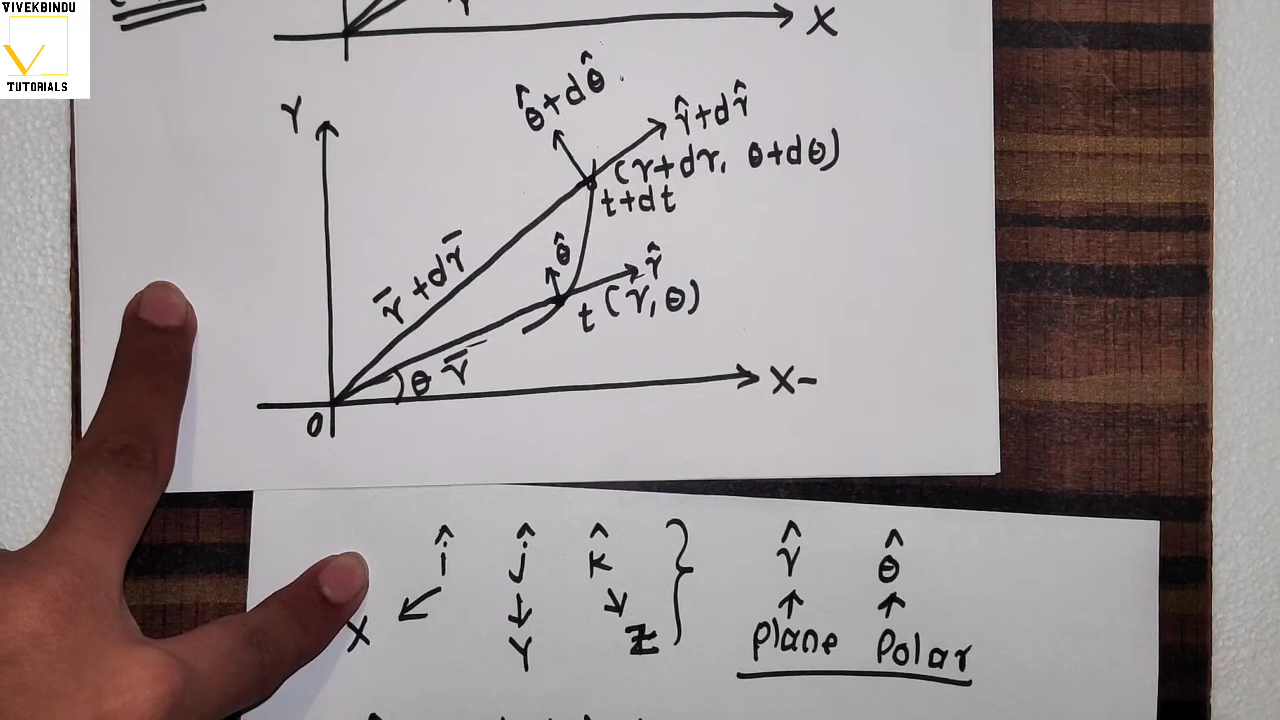 VIVEKBINDU
TUTORIALS
X
Y
θ̂+dθ̂
r̂+dr̂
(r+dr, θ+dθ)
t+dt
r̄+dr̄
θ̂
r̂
t (r̄,θ)
θ r̄
X-
O
î ĵ k̂ } r̂ θ̂
↙ ↓ ↘ ↑ ↑
X Y Z Plane Polar